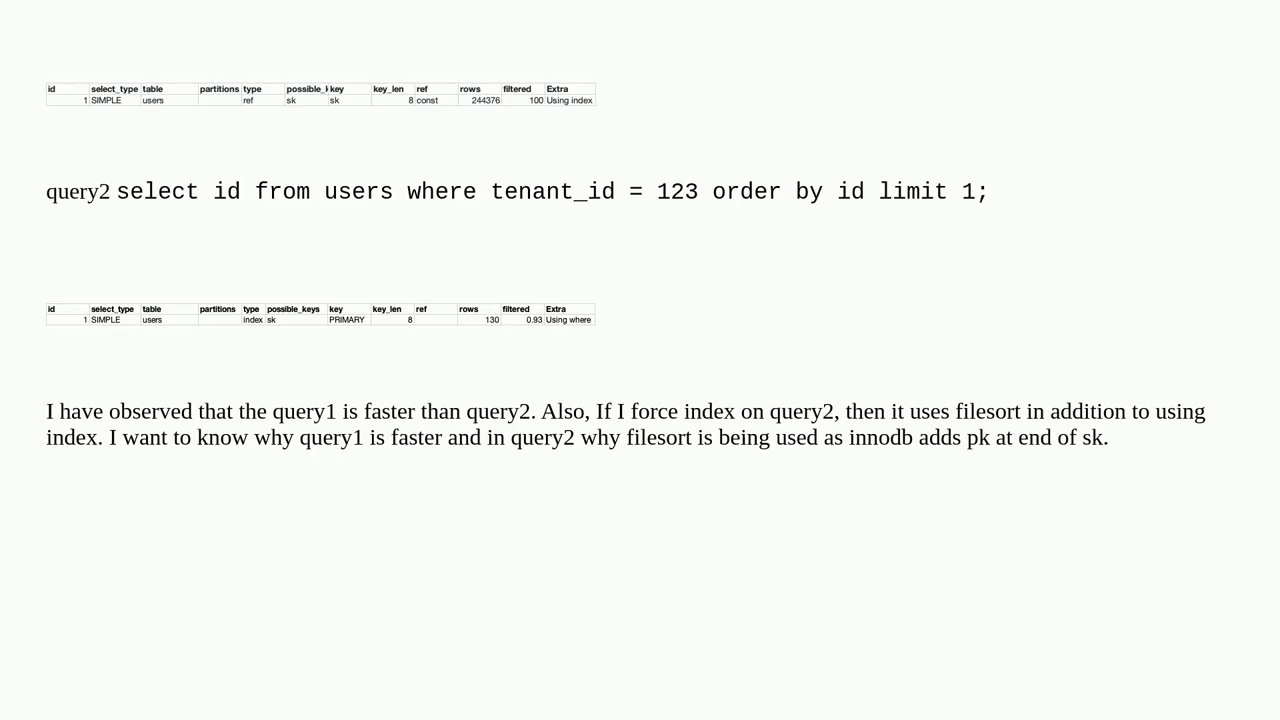 id select_type table partitions type possible_k key key_len ref rows filtered Extra
1 SIMPLE users ref sk sk 8 const 244376 100 Using index
query2 select id from users where tenant_id = 123 order by id limit 1;
id select_type table partitions type possible_keys key key_len ref rows filtered Extra
1 SIMPLE users index sk PRIMARY 8 130 0.93 Using where
I have observed that the query1 is faster than query2. Also, If I force index on query2, then it uses filesort in addition to using
index. I want to know why query1 is faster and in query2 why filesort is being used as innodb adds pk at end of sk.